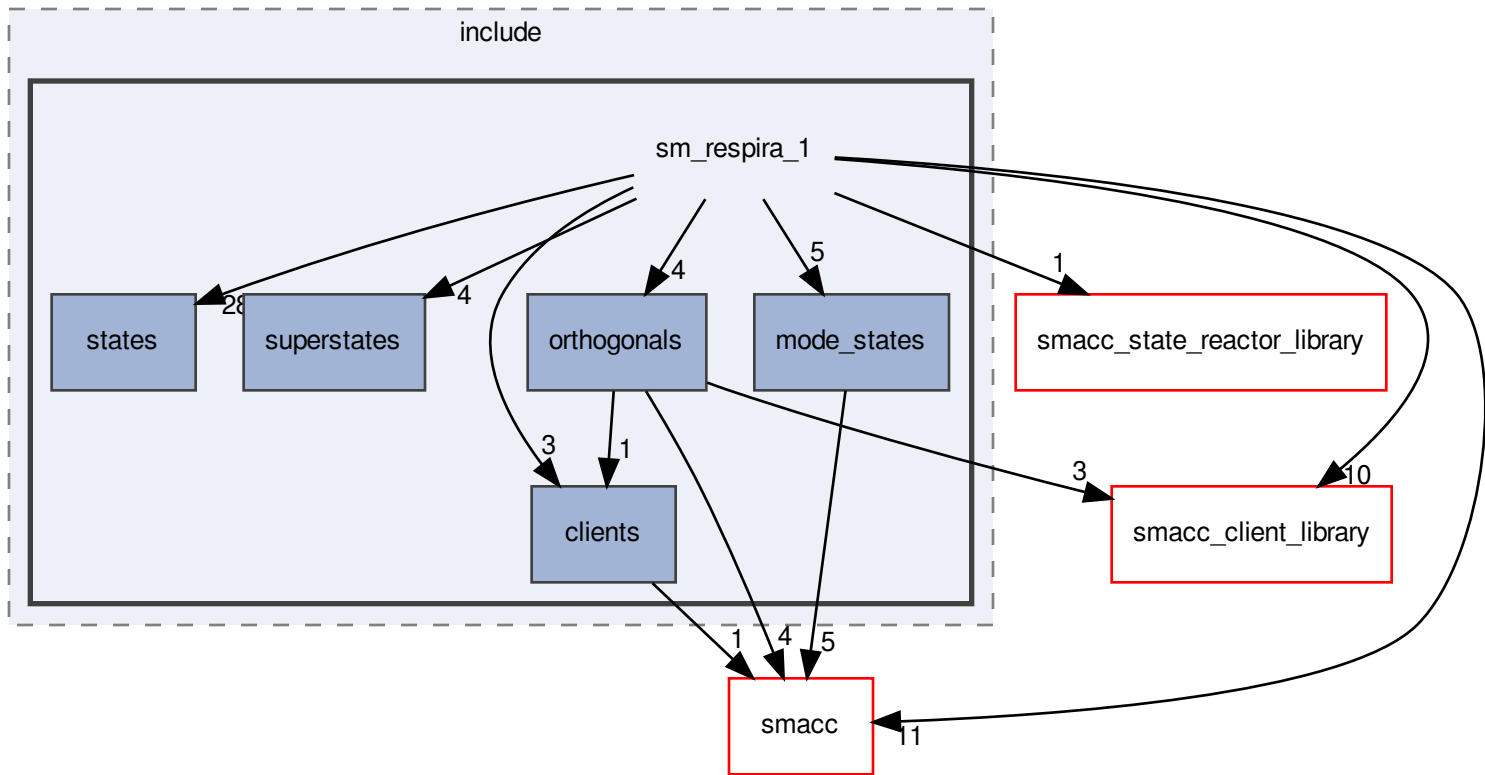 include
sm_respira_1
5
4
1
28
4
states
superstates
orthogonals
mode_states
smacc_state_reactor_library
3
1
3
10
clients
smacc_client_library
1
4
5
smacc
11